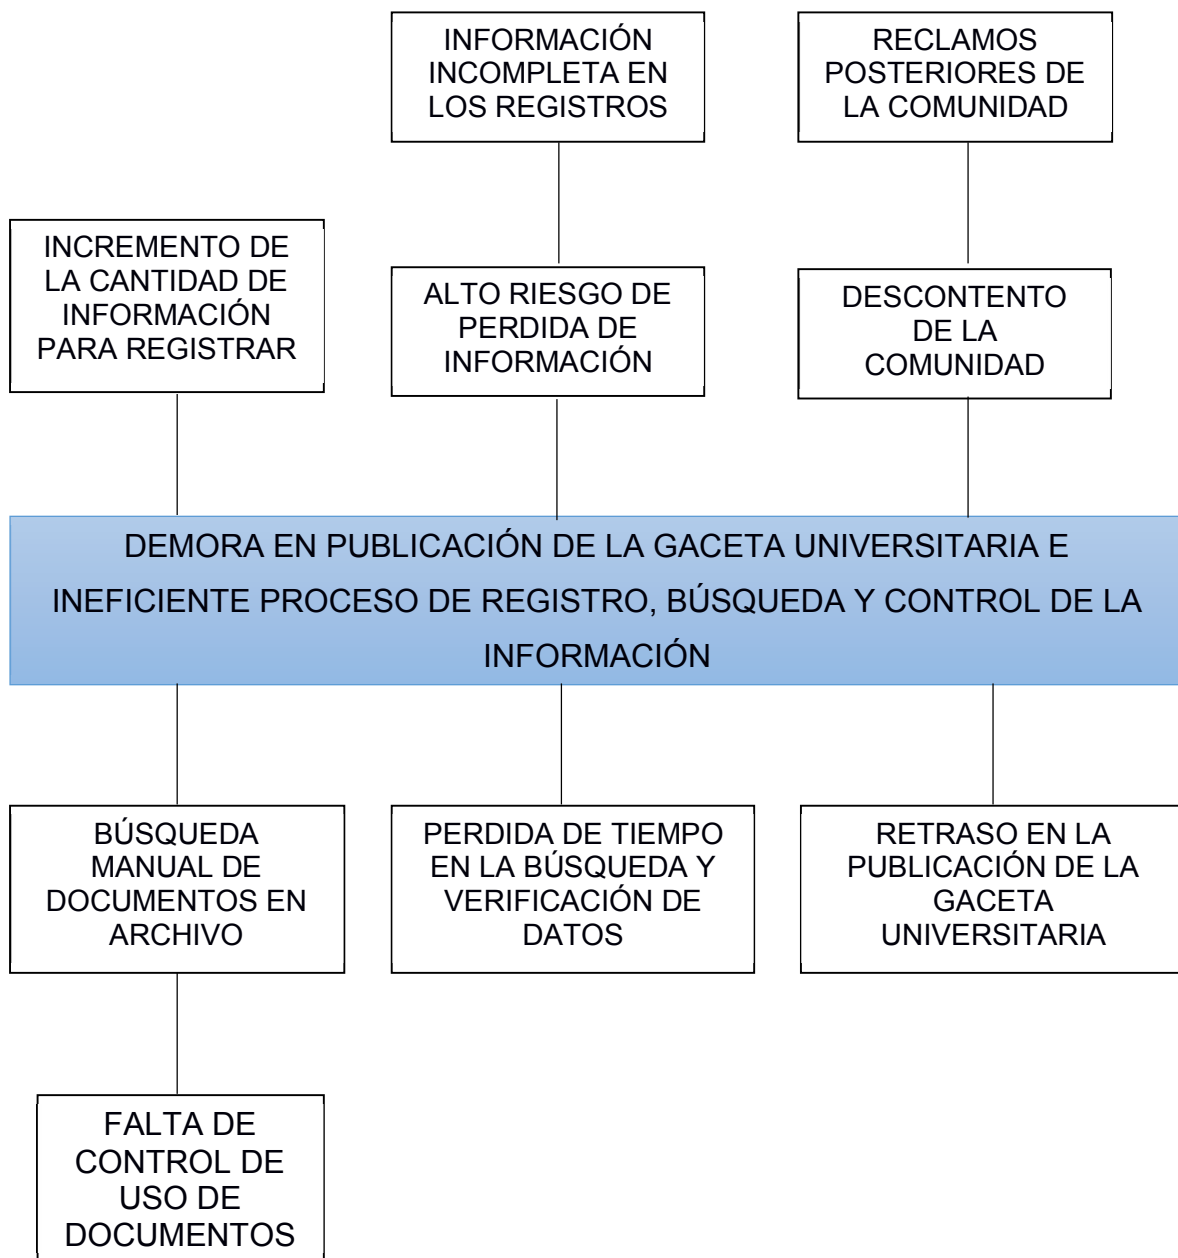 INFORMACIÓN
INCOMPLETA EN
LOS REGISTROS
RECLAMOS
POSTERIORES DE
LA COMUNIDAD
INCREMENTO DE
LA CANTIDAD DE
INFORMACIÓN
PARA REGISTRAR
ALTO RIESGO DE
PERDIDA DE
INFORMACIÓN
DESCONTENTO
DE LA
COMUNIDAD
DEMORA EN PUBLICACIÓN DE LA GACETA UNIVERSITARIA E
INEFICIENTE PROCESO DE REGISTRO, BÚSQUEDA Y CONTROL DE LA
INFORMACIÓN
BÚSQUEDA
MANUAL DE
DOCUMENTOS EN
ARCHIVO
PERDIDA DE TIEMPO
EN LA BÚSQUEDA Y
VERIFICACIÓN DE
DATOS
RETRASO EN LA
PUBLICACIÓN DE LA
GACETA
UNIVERSITARIA
FALTA DE
CONTROL DE
USO DE
DOCUMENTOS